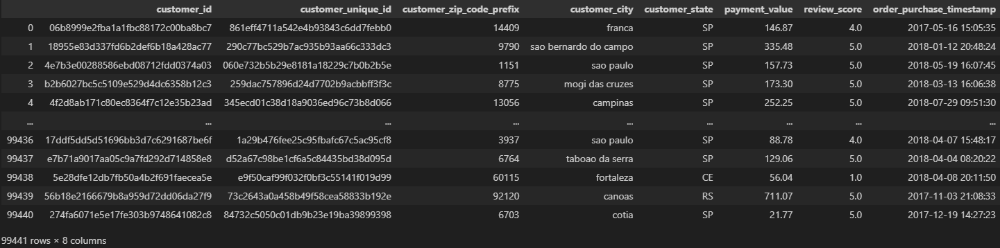 customer_id customer_unique_id customer_zip_code_prefix customer_city customer_state payment_value review_score order_purchase_timestamp
0 06b8999e2fba1a1fbc88172c00ba8bc7 861eff4711a542e4b93843c6dd7febb0 14409 franca SP 146.87 4.0 2017-05-16 15:05:35
1 18955e83d337fd6b2def6b18a428ac77 290c77bc529b7ac935b93aa66c333dc3 9790 sao bernardo do campo SP 335.48 5.0 2018-01-12 20:48:24
2 4e7b3e00288586ebd08712fdd0374a03 060e732b5b29e8181a18229c7b0b2b5e 1151 sao paulo SP 157.73 5.0 2018-05-19 16:07:45
3 b2b6027bc5c5109e529d4dc6358b12c3 259dac757896d24d7702b9acbbff3f3c 8775 mogi das cruzes SP 173.30 5.0 2018-03-13 16:06:38
4 4f2d8ab171c80ec8364f7c12e35b23ad 345ecd01c38d18a9036ed96c73b8d066 13056 campinas SP 252.25 5.0 2018-07-29 09:51:30
... ... ... ... ... ... ... ... ...
99436 17ddf5dd5d51696bb3d7c6291687be6f 1a29b476fee25c95fbafc67c5ac95cf8 3937 sao paulo SP 88.78 4.0 2018-04-07 15:48:17
99437 e7b71a9017aa05c9a7fd292d714858e8 d52a67c98be1cf6a5c84435bd38d095d 6764 taboao da serra SP 129.06 5.0 2018-04-04 08:20:22
99438 5e28dfe12db7fb50a4b2f691faecea5e e9f50caf99f032f0bf3c55141f019d99 60115 fortaleza CE 56.04 1.0 2018-04-08 20:11:50
99439 56b18e2166679b8a959d72dd06da27f9 73c2643a0a458b49f58cea58833b192e 92120 canoas RS 711.07 5.0 2017-11-03 21:08:33
99440 274fa6071e5e17fe303b9748641082c8 84732c5050c01db9b23e19ba39899398 6703 cotia SP 21.77 5.0 2017-12-19 14:27:23
99441 rows × 8 columns